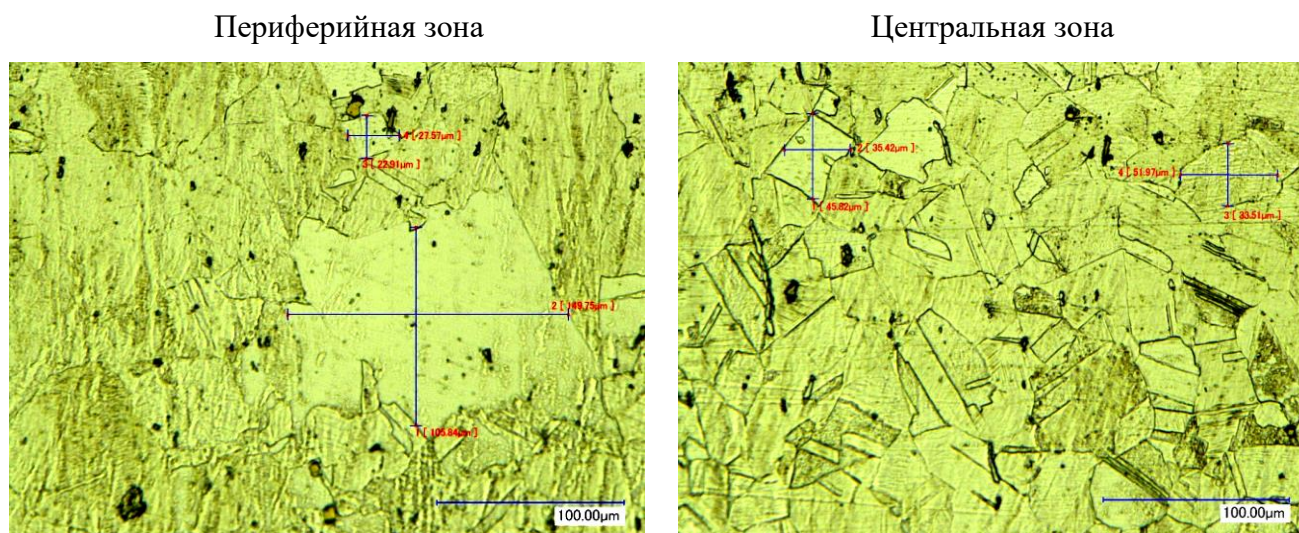 Периферийная зона
Центральная зона
4 [ 27.57μm ]
3 [ 22.91μm ]
2 [ 149.75μm ]
1 [ 105.84μm ]
100.00μm
2 [ 35.42μm ]
4 [ 51.97μm ]
1 [ 45.82μm ]
3 [ 33.51μm ]
100.00μm